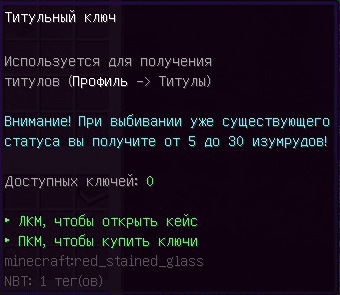 Титульный ключ
Используется для получения
титулов (Профиль -> Титулы)
Внимание! При выбивании уже существующего
статуса вы получите от 5 до 30 изумрудов!
Доступных ключей: 0
▸ ЛКМ, чтобы открыть кейс
▸ ПКМ, чтобы купить ключи
minecraft:red_stained_glass
NBT: 1 тег(ов)